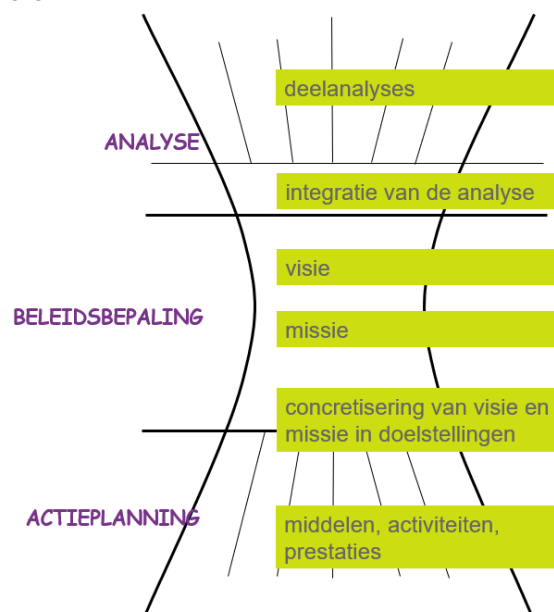 deelanalyses
ANALYSE
integratie van de analyse
visie
BELEIDSBEPALING
missie
concretisering van visie en
missie in doelstellingen
ACTIEPLANNING
middelen, activiteiten,
prestaties